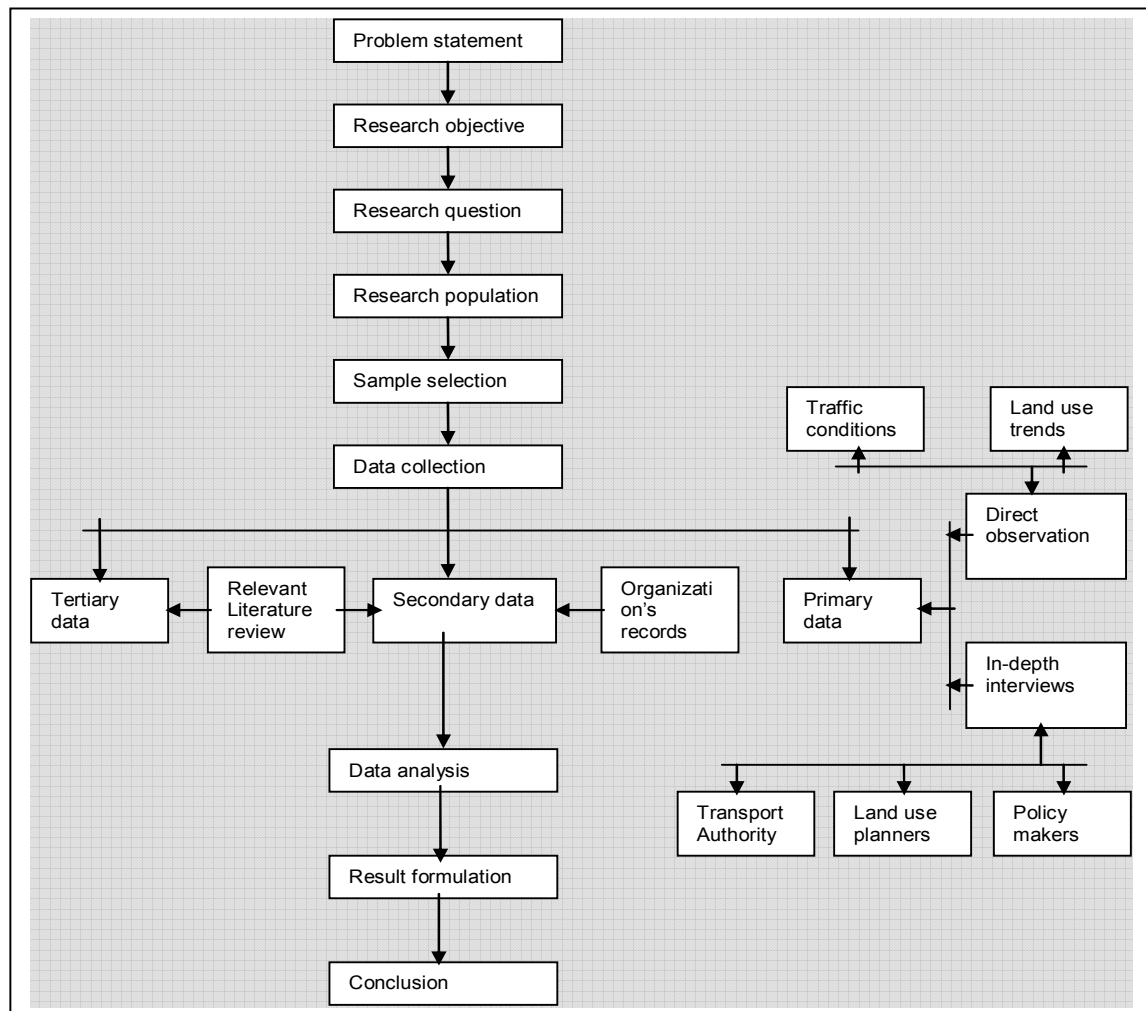 Problem statement
Research objective
Research question
Research population
Sample selection
Data collection
Traffic
conditions
Land use
trends
Direct
observation
Tertiary
data
Relevant
Literature
review
Secondary data
Organizati
on's
records
Primary
data
In-depth
interviews
Data analysis
Transport
Authority
Land use
planners
Policy
makers
Result formulation
Conclusion